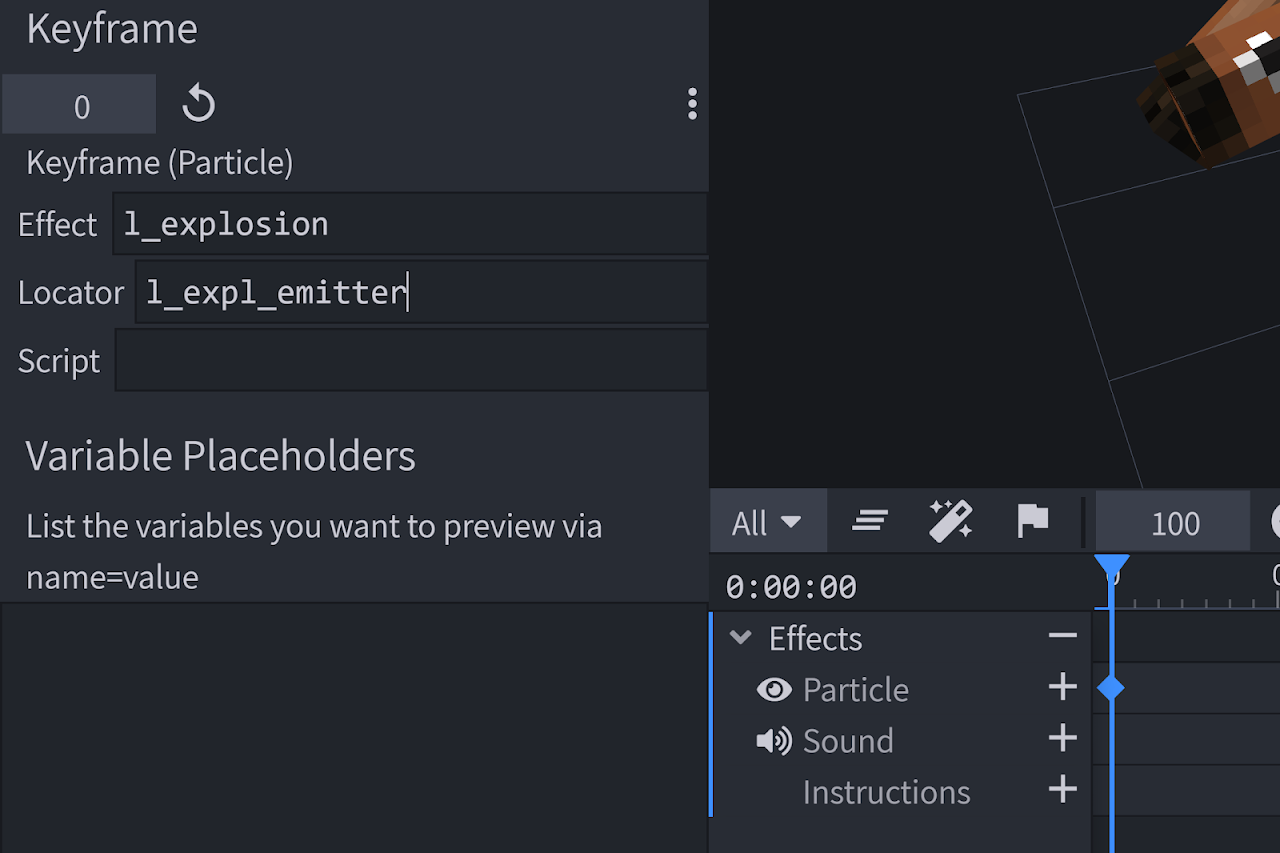 Keyframe
0
Keyframe (Particle)
Effect l_explosion
Locator l_expl_emitter
Script
Variable Placeholders
List the variables you want to preview via
name=value
All
100
0:00:00
0
Effects
Particle
Sound
Instructions